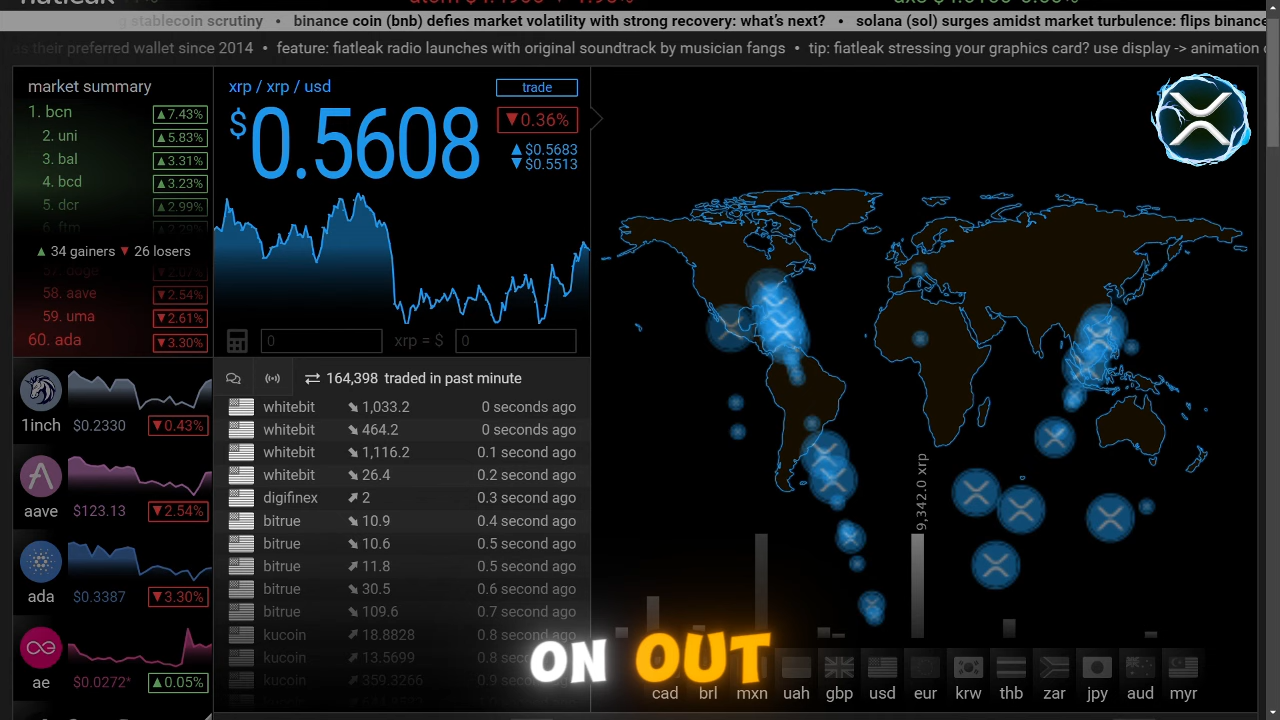 fiatleak
stablecoin scrutiny • binance coin (bnb) defies market volatility with strong recovery: what's next? • solana (sol) surges amidst market turbulence: flips binance
as their preferred wallet since 2014 • feature: fiatleak radio launches with original soundtrack by musician fangs • tip: fiatleak stressing your graphics card? use display -> animation
market summary
1. bcn ▲7.43%
2. uni ▲5.83%
3. bal ▲3.31%
4. bcd ▲3.23%
5. dcr ▲2.99%
6. ftm
▲ 34 gainers ▼ 26 losers
58. aave ▼2.54%
59. uma ▼2.61%
60. ada ▼3.30%
1inch $0.2330 ▼0.43%
aave $123.13 ▼2.54%
ada $0.3387 ▼3.30%
ae $0.0272* ▲0.05%
xrp / xrp / usd
trade
$0.5608
▼0.36%
▲ $0.5683
▼ $0.5513
0 xrp = $ 0
⇄ 164,398 traded in past minute
whitebit ⬊ 1,033.2 0 seconds ago
whitebit ⬊ 464.2 0 seconds ago
whitebit ⬊ 1,116.2 0.1 second ago
whitebit ⬊ 26.4 0.2 second ago
digifinex ⬈ 2 0.3 second ago
bitrue ⬊ 10.9 0.4 second ago
bitrue ⬊ 10.6 0.5 second ago
bitrue ⬈ 11.8 0.5 second ago
bitrue ⬊ 30.5 0.6 second ago
bitrue ⬊ 109.6 0.7 second ago
kucoin ⬈ 18.8828 0.8 second ago
kucoin ⬈ 13.5699 0.8
kucoin ⬈ 359.3266 0.9
9,342.0 xrp
ON OUT
cad brl mxn uah gbp usd eur krw thb zar jpy aud myr